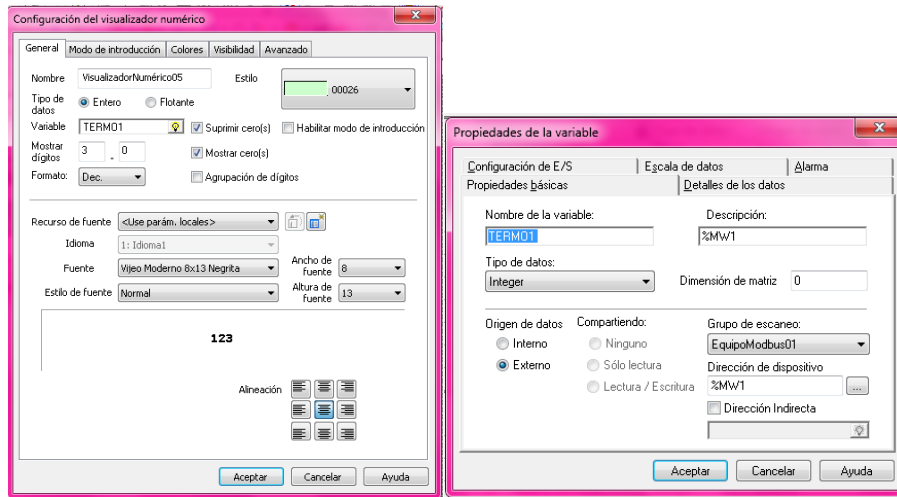 Configuración del visualizador numérico
General Modo de introducción Colores Visibilidad Avanzado
Nombre VisualizadorNumérico05 Estilo 00026
Tipo de datos Entero Flotante
Variable TERMO1 Suprimir cero(s) Habilitar modo de introducción
Mostrar dígitos 3 . 0 Mostrar cero(s)
Formato: Dec. Agrupación de dígitos
Recurso de fuente <Use parám. locales>
Idioma 1: Idioma1
Fuente Vijeo Moderno 8x13 Negrita Ancho de fuente 8
Estilo de fuente Normal Altura de fuente 13
123
Alineación
Aceptar Cancelar Ayuda
Propiedades de la variable
Configuración de E/S Escala de datos Alarma
Propiedades básicas Detalles de los datos
Nombre de la variable: Descripción:
TERMO1 %MW1
Tipo de datos:
Integer Dimensión de matriz 0
Origen de datos Compartiendo: Grupo de escaneo:
Interno Ninguno EquipoModbus01
Externo Sólo lectura Dirección de dispositivo
Lectura / Escritura %MW1 ...
Dirección Indirecta
Aceptar Cancelar Ayuda